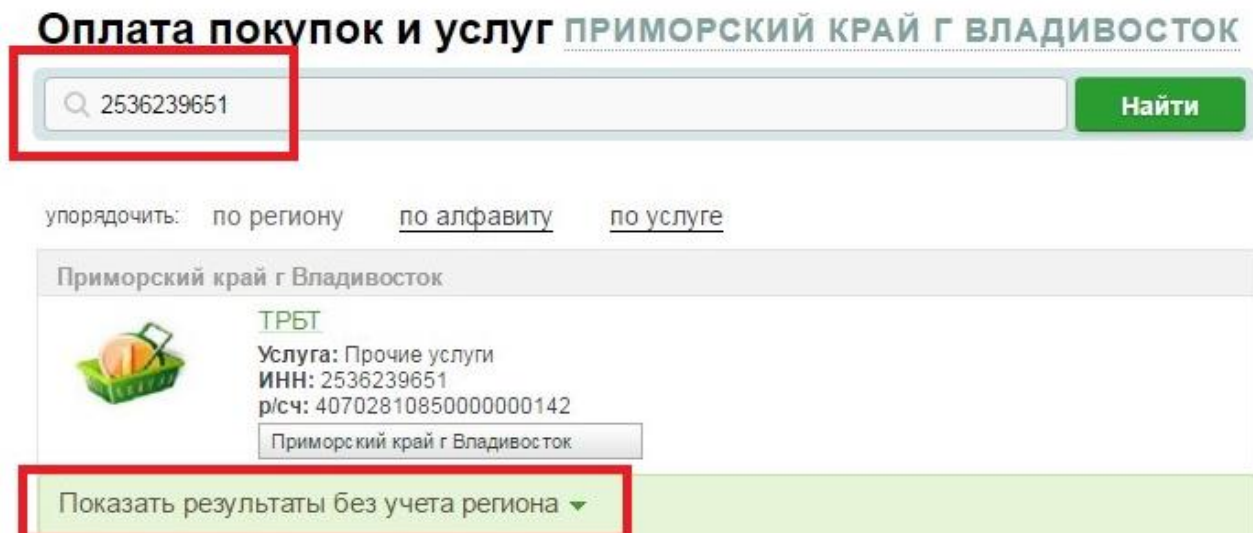 Оплата покупок и услуг ПРИМОРСКИЙ КРАЙ Г ВЛАДИВОСТОК
2536239651 Найти
упорядочить: по региону по алфавиту по услуге
Приморский край г Владивосток
ТРБТ
Услуга: Прочие услуги
ИНН: 2536239651
р/сч: 40702810850000000142
Приморский край г Владивосток
Показать результаты без учета региона